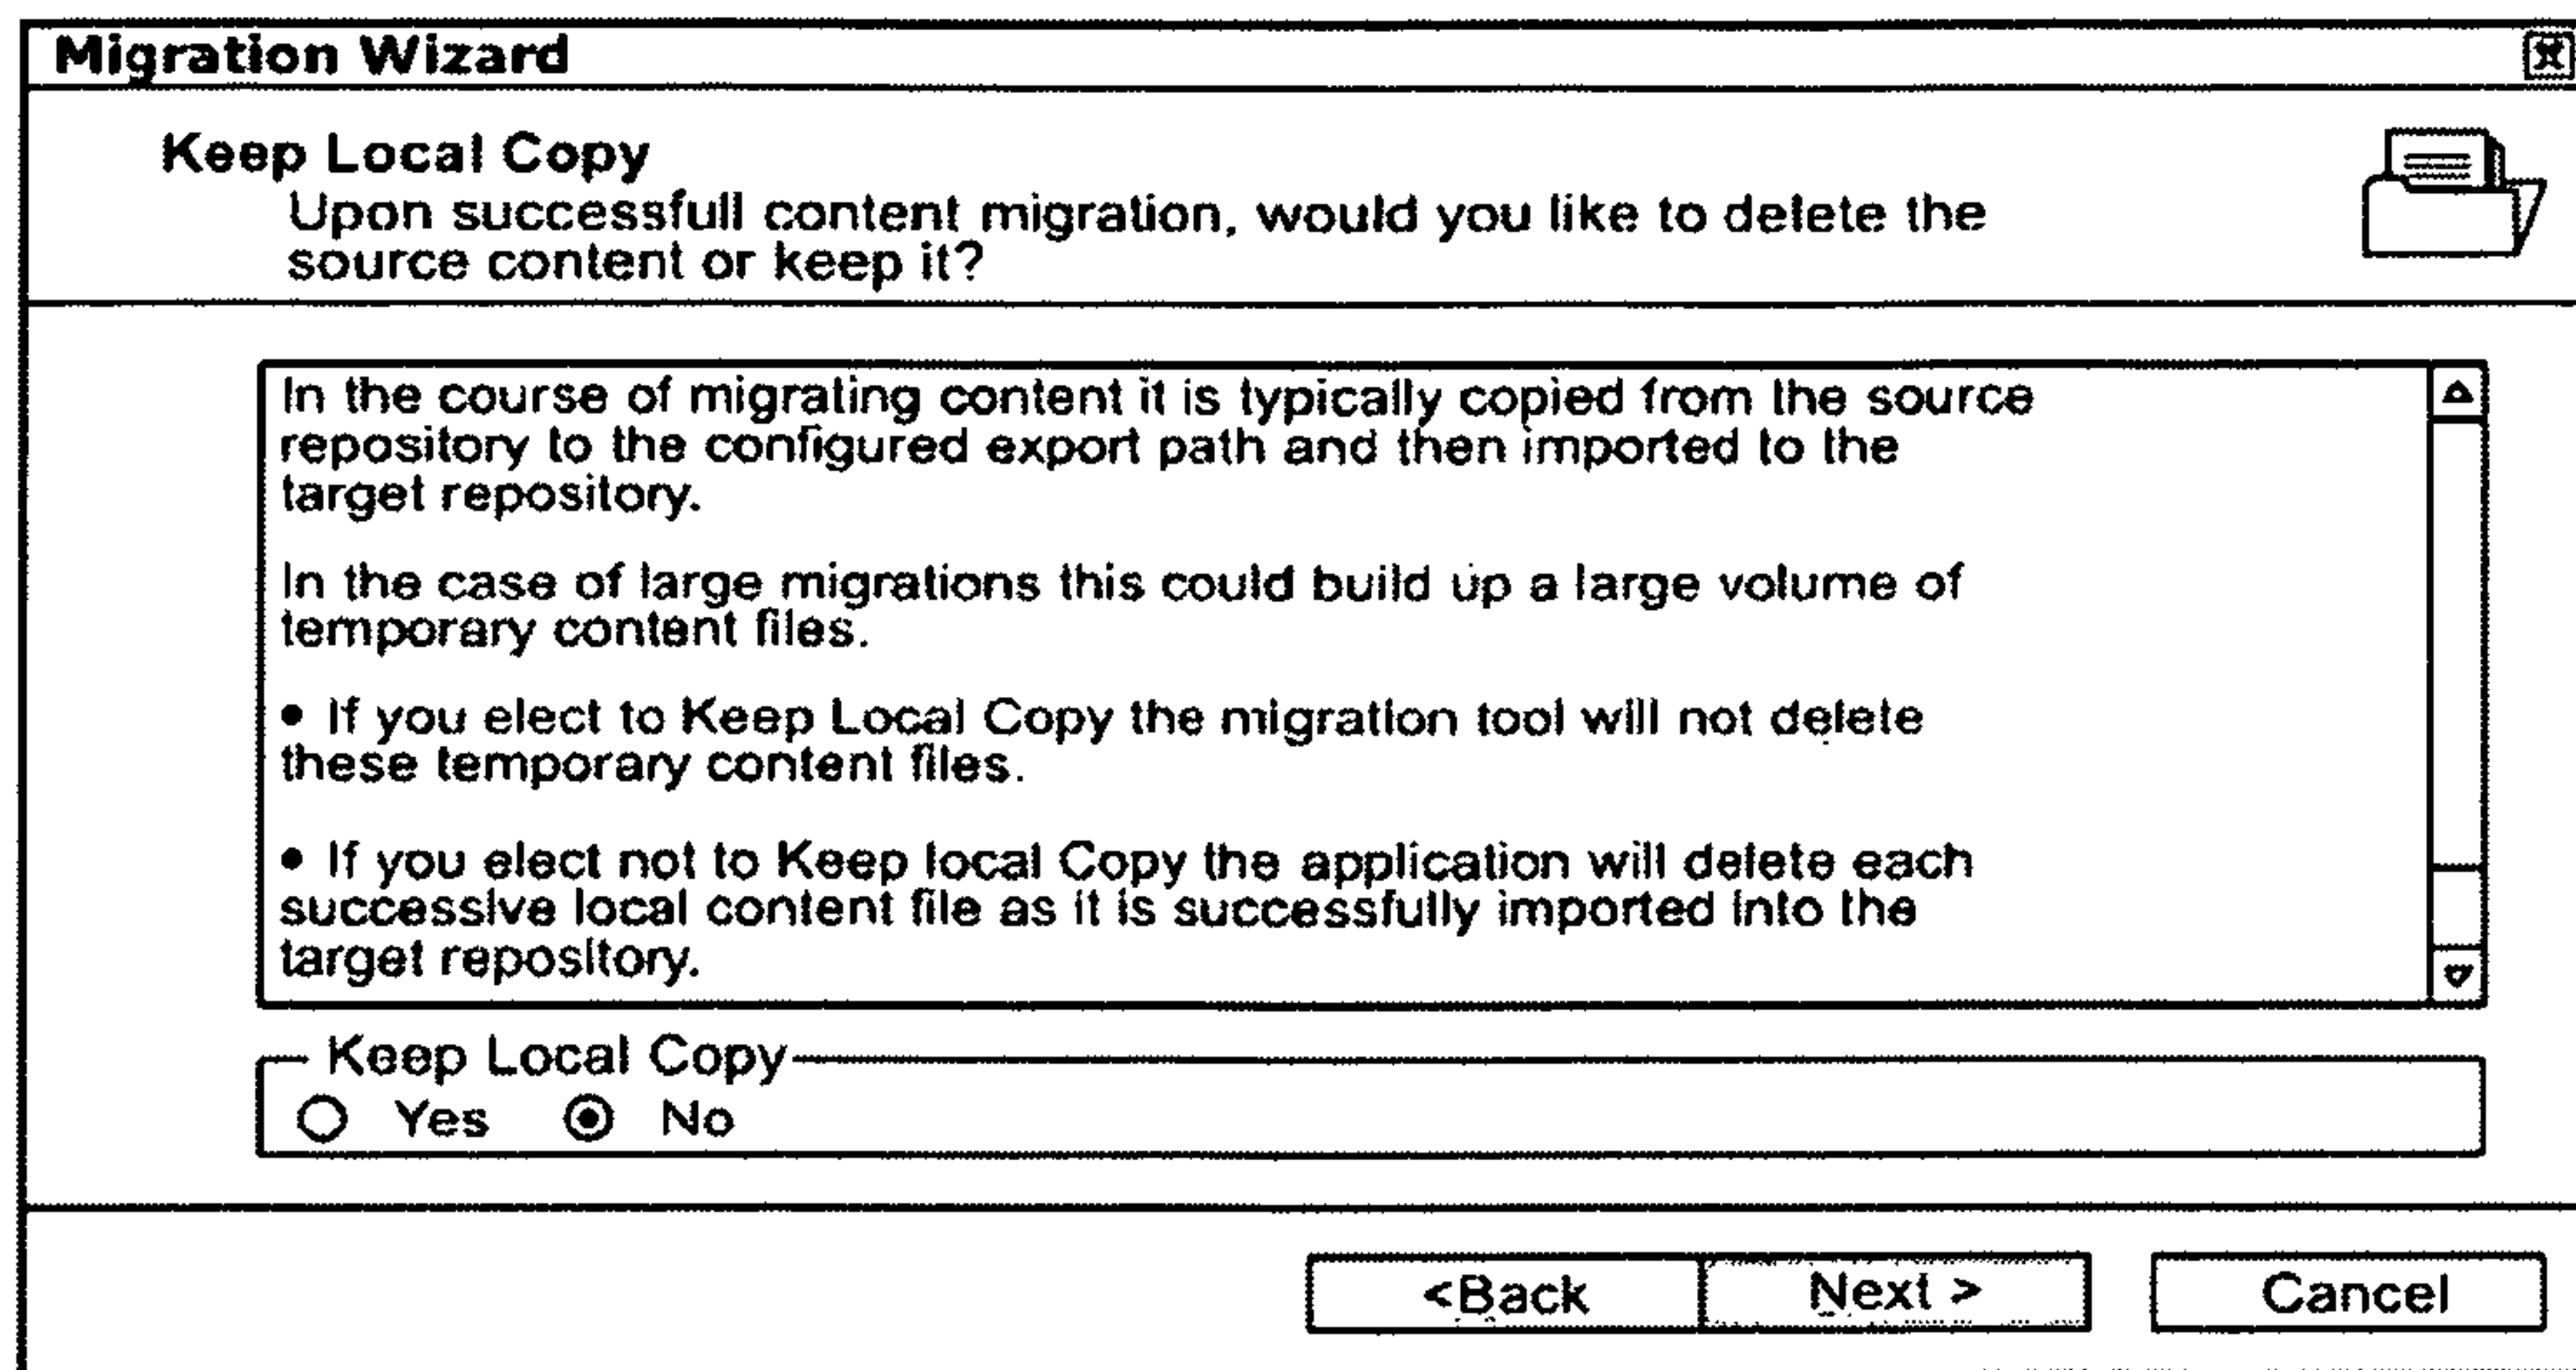 Migration Wizard
Keep Local Copy
Upon successfull content migration, would you like to delete the
source content or keep it?
In the course of migrating content it is typically copied from the source
repository to the configured export path and then imported to the
target repository.
In the case of large migrations this could build up a large volume of
temporary content files.
• If you elect to Keep Local Copy the migration tool will not delete
these temporary content files.
• If you elect not to Keep local Copy the application will delete each
successive local content file as it is successfully imported into the
target repository.
Keep Local Copy
Yes No
<Back Next > Cancel